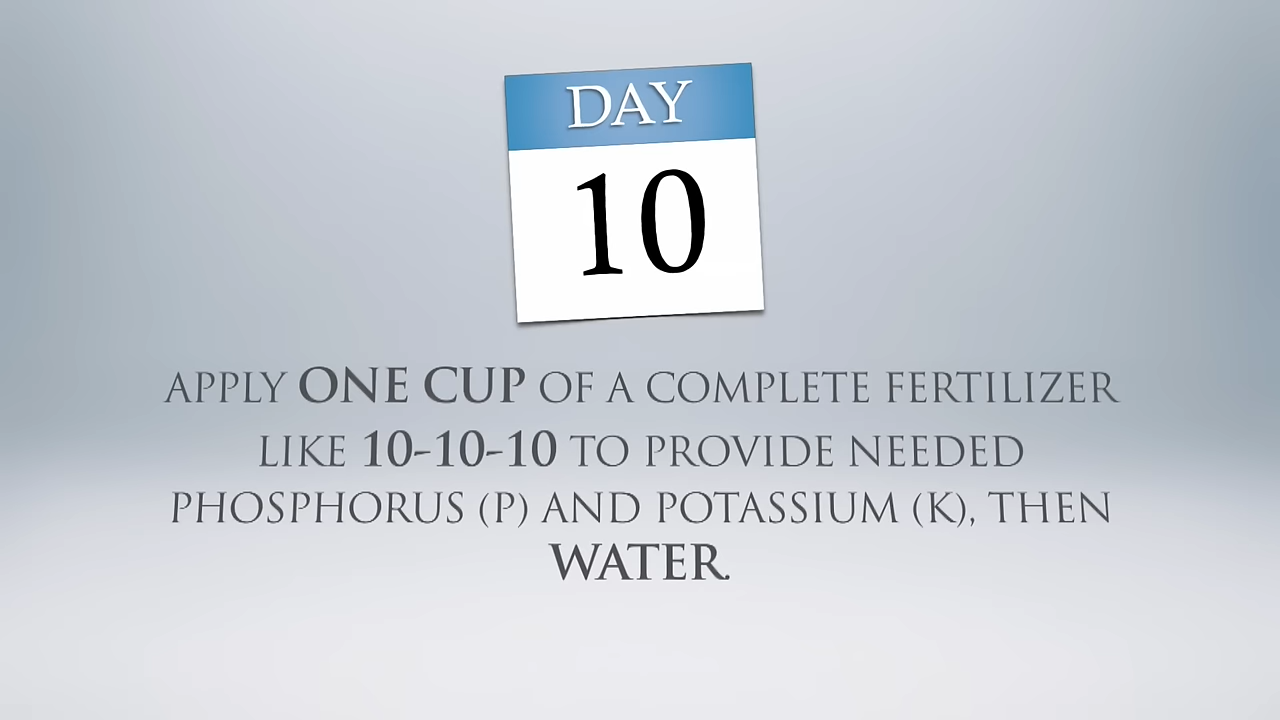 DAY
10
APPLY ONE CUP OF A COMPLETE FERTILIZER
LIKE 10-10-10 TO PROVIDE NEEDED
PHOSPHORUS (P) AND POTASSIUM (K), THEN
WATER.